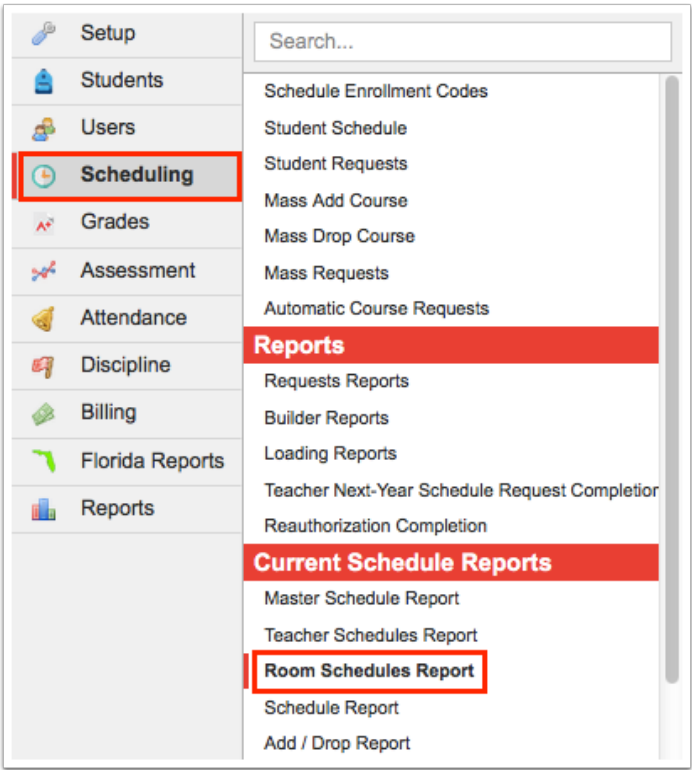 Setup
Students
Users
Scheduling
Grades
Assessment
Attendance
Discipline
Billing
Florida Reports
Reports
Search...
Schedule Enrollment Codes
Student Schedule
Student Requests
Mass Add Course
Mass Drop Course
Mass Requests
Automatic Course Requests
Reports
Requests Reports
Builder Reports
Loading Reports
Teacher Next-Year Schedule Request Completior
Reauthorization Completion
Current Schedule Reports
Master Schedule Report
Teacher Schedules Report
Room Schedules Report
Schedule Report
Add / Drop Report